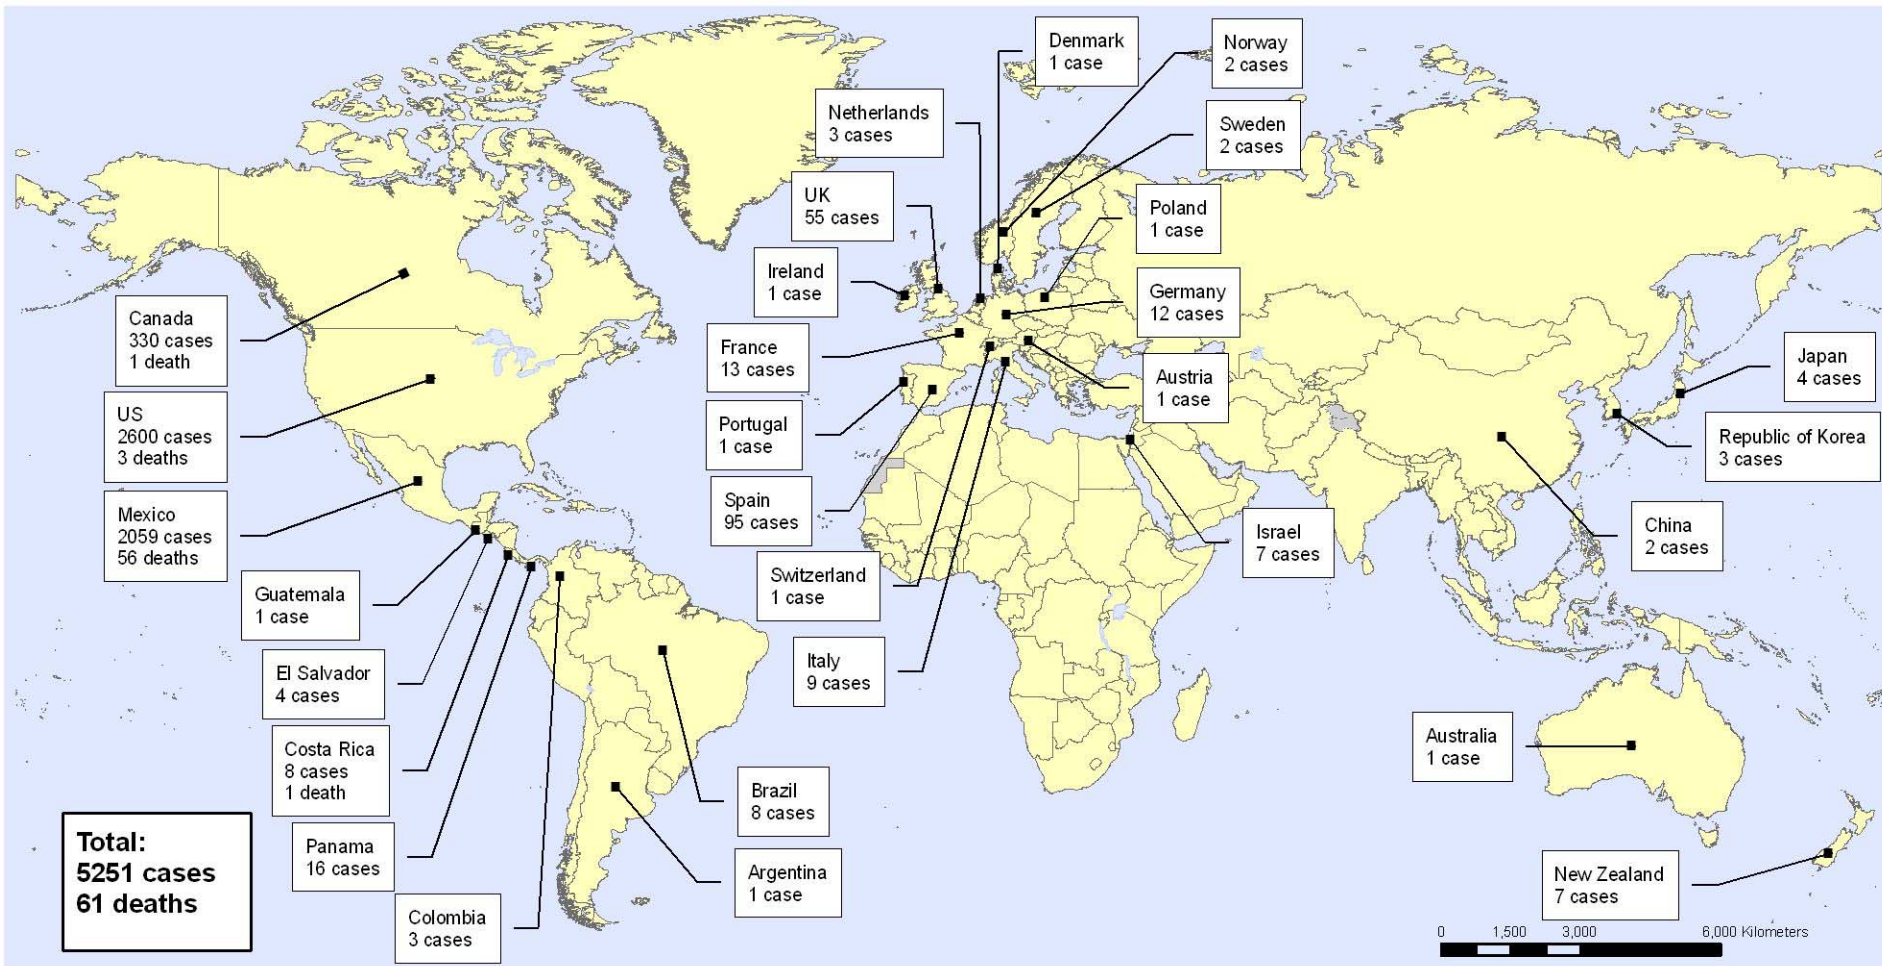 Denmark
1 case
Norway
2 cases
Netherlands
3 cases
Sweden
2 cases
UK
55 cases
Poland
1 case
Ireland
1 case
Germany
12 cases
Canada
330 cases
1 death
France
13 cases
Austria
1 case
Japan
4 cases
US
2600 cases
3 deaths
Portugal
1 case
Republic of Korea
3 cases
Mexico
2059 cases
56 deaths
Spain
95 cases
Israel
7 cases
China
2 cases
Guatemala
1 case
Switzerland
1 case
El Salvador
4 cases
Italy
9 cases
Costa Rica
8 cases
1 death
Australia
1 case
Brazil
8 cases
Panama
16 cases
Argentina
1 case
New Zealand
7 cases
Colombia
3 cases
Total:
5251 cases
61 deaths
0 1,500 3,000 6,000 Kilometers